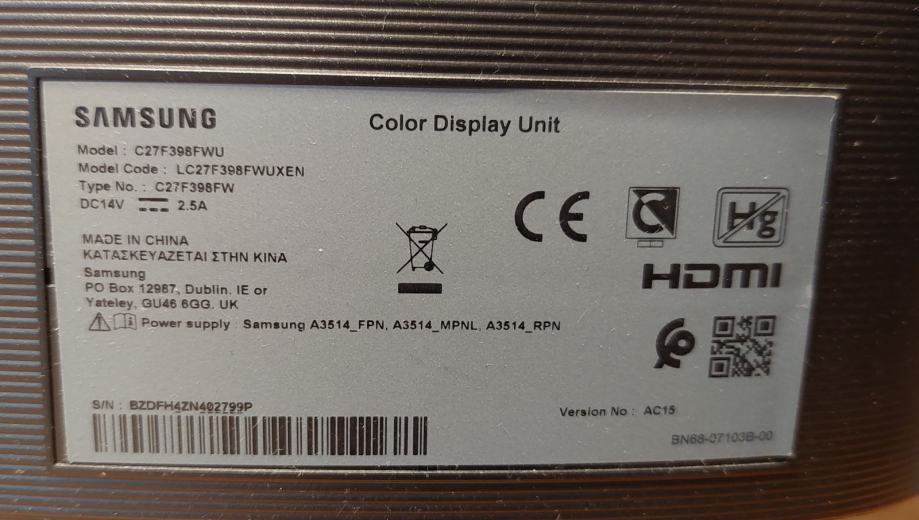 SAMSUNG
Color Display Unit
Model : C27F398FWU
Model Code : LC27F398FWUXEN
Type No. : C27F398FW
DC14V 2.5A
MADE IN CHINA
ΚΑΤΑΣΚΕΥΑΖΕΤΑΙ ΣΤΗΝ ΚΙΝΑ
Samsung
PO Box 12987, Dublin. IE or
Yateley, GU46 6GG. UK
Power supply : Samsung A3514_FPN, A3514_MPNL, A3514_RPN
CE
Hg
HDMI
S/N : BZDFH4ZN402799P
Version No : AC15
BN68-07103B-00